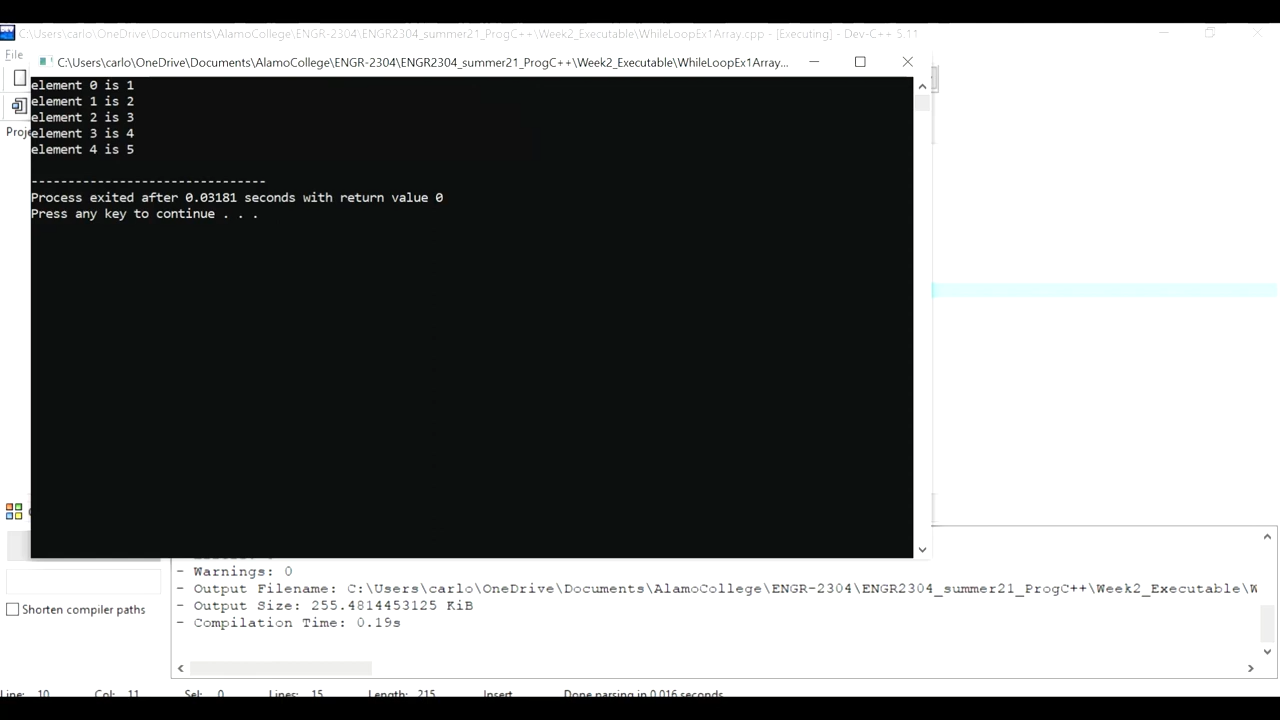 C:\Users\carlo\OneDrive\Documents\AlamoCollege\ENGR-2304\ENGR2304_summer21_ProgC++\Week2_Executable\WhileLoopEx1Array.cpp - [Executing] - Dev-C++ 5.11
File
C:\Users\carlo\OneDrive\Documents\AlamoCollege\ENGR-2304\ENGR2304_summer21_ProgC++\Week2_Executable\WhileLoopEx1Array...
element 0 is 1
element 1 is 2
element 2 is 3
element 3 is 4
element 4 is 5
Proje
------------------------------
Process exited after 0.03181 seconds with return value 0
Press any key to continue . . .
- Warnings: 0
- Output Filename: C:\Users\carlo\OneDrive\Documents\AlamoCollege\ENGR-2304\ENGR2304_summer21_ProgC++\Week2_Executable\W
- Output Size: 255.4814453125 KiB
- Compilation Time: 0.19s
Shorten compiler paths
Line: 10 Col: 11 Sel: 0 Lines: 15 Length: 215 Insert Done parsing in 0.016 seconds